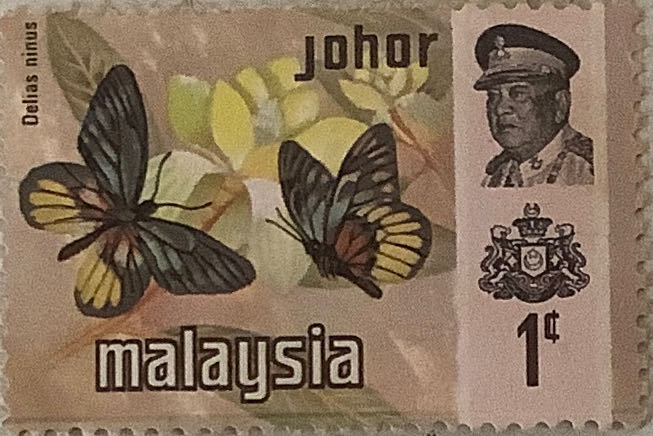 Delias ninus
johor
malaysia
1¢